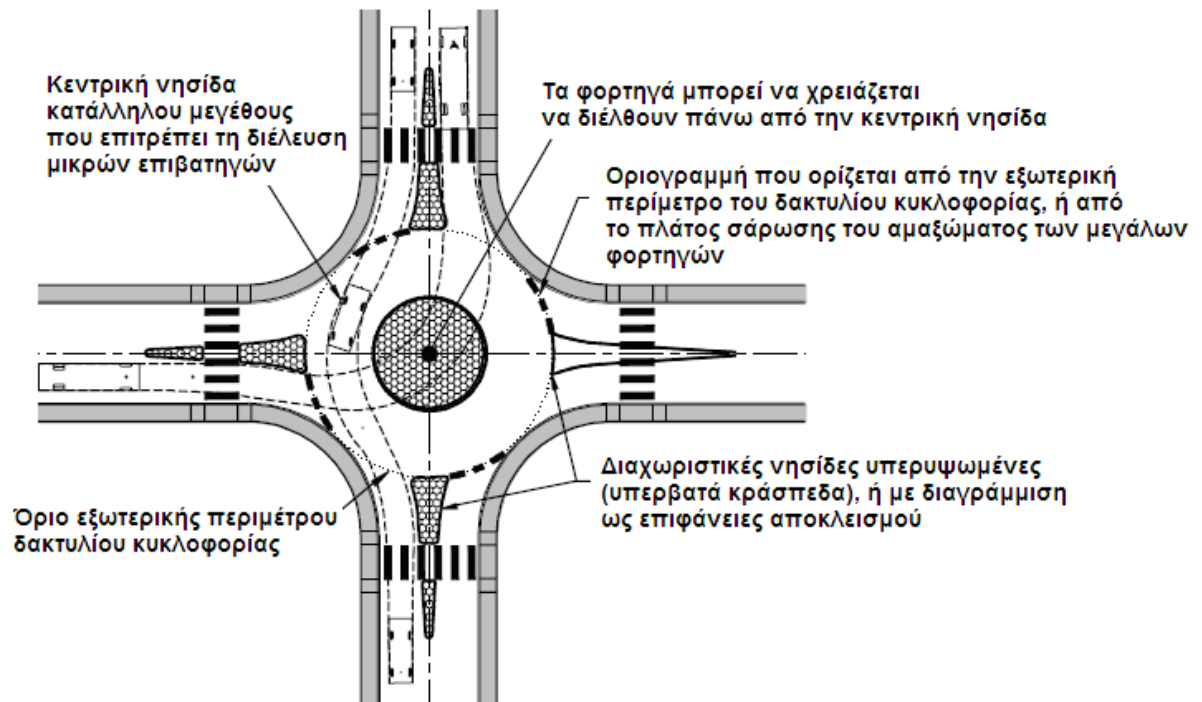 Κεντρική νησίδα
κατάλληλου μεγέθους
που επιτρέπει τη διέλευση
μικρών επιβατηγών
Τα φορτηγά μπορεί να χρειάζεται
να διέλθουν πάνω από την κεντρική νησίδα
Οριογραμμή που ορίζεται από την εξωτερική
περίμετρο του δακτυλίου κυκλοφορίας, ή από
το πλάτος σάρωσης του αμαξώματος των μεγάλων
φορτηγών
Διαχωριστικές νησίδες υπερυψωμένες
(υπερβατά κράσπεδα), ή με διαγράμμιση
ως επιφάνειες αποκλεισμού
Όριο εξωτερικής περιμέτρου
δακτυλίου κυκλοφορίας